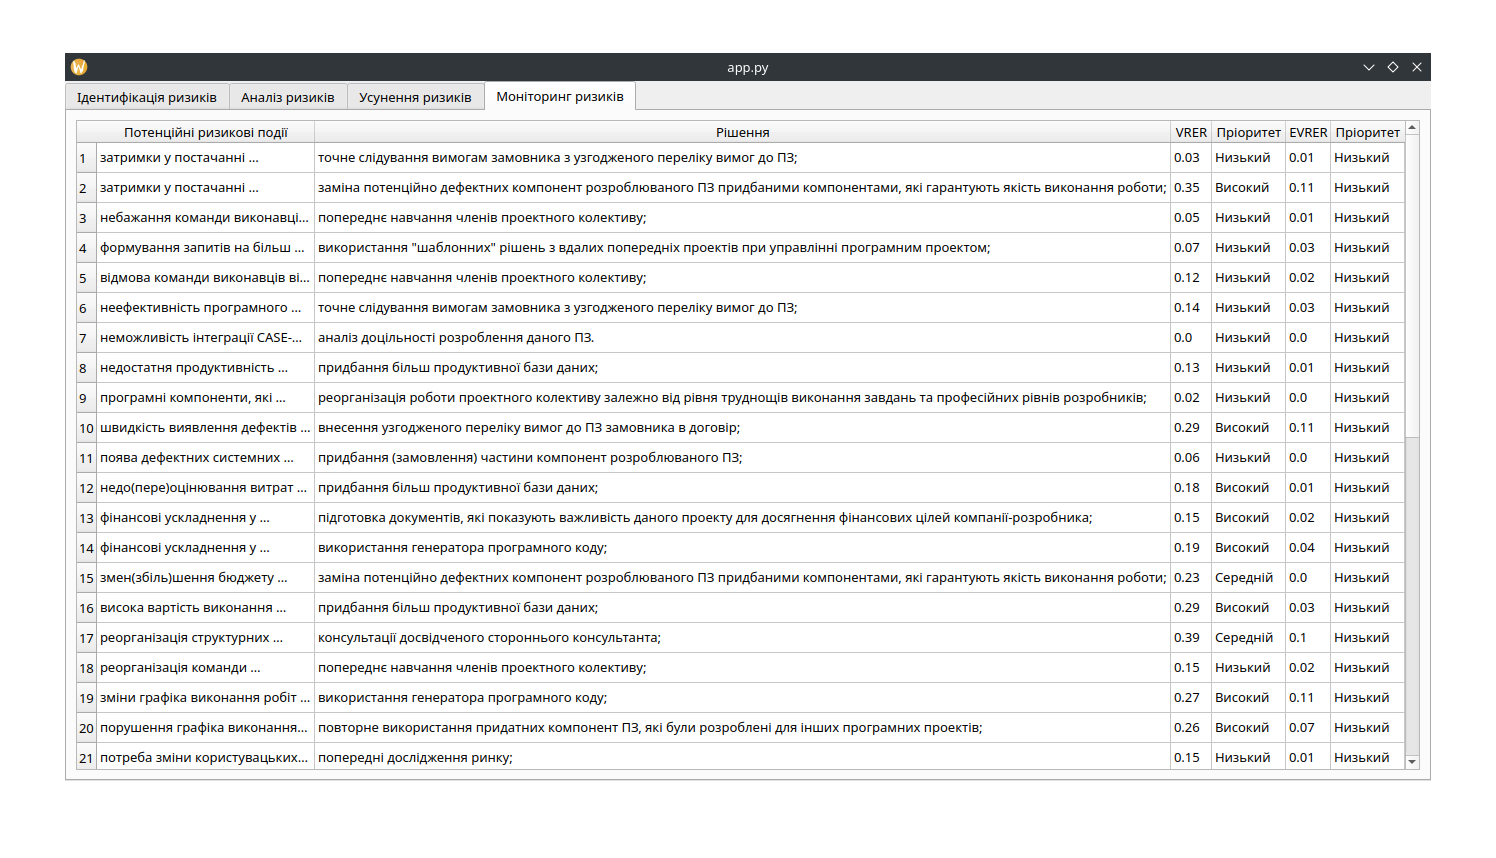 app.py
Ідентифікація ризиків Аналіз ризиків Усунення ризиків Моніторинг ризиків
Потенційні ризикові події Рішення VRER Пріоритет EVRER Пріоритет
1 затримки у постачанні ... точне слідування вимогам замовника з узгодженого переліку вимог до ПЗ; 0.03 Низький 0.01 Низький
2 затримки у постачанні ... заміна потенційно дефектних компонент розроблюваного ПЗ придбаними компонентами, які гарантують якість виконання роботи; 0.35 Високий 0.11 Низький
3 небажання команди виконавці... попереднє навчання членів проектного колективу; 0.05 Низький 0.01 Низький
4 формування запитів на більш ... використання "шаблонних" рішень з вдалих попередніх проектів при управлінні програмним проектом; 0.07 Низький 0.03 Низький
5 відмова команди виконавців ві... попереднє навчання членів проектного колективу; 0.12 Низький 0.02 Низький
6 неефективність програмного ... точне слідування вимогам замовника з узгодженого переліку вимог до ПЗ; 0.14 Низький 0.03 Низький
7 неможливість інтеграції CASE-... аналіз доцільності розроблення даного ПЗ. 0.0 Низький 0.0 Низький
8 недостатня продуктивність ... придбання більш продуктивної бази даних; 0.13 Низький 0.01 Низький
9 програмні компоненти, які ... реорганізація роботи проектного колективу залежно від рівня труднощів виконання завдань та професійних рівнів розробників; 0.02 Низький 0.0 Низький
10 швидкість виявлення дефектів ... внесення узгодженого переліку вимог до ПЗ замовника в договір; 0.29 Високий 0.11 Низький
11 поява дефектних системних ... придбання (замовлення) частини компонент розроблюваного ПЗ; 0.06 Низький 0.0 Низький
12 недо(пере)оцінювання витрат ... придбання більш продуктивної бази даних; 0.18 Високий 0.01 Низький
13 фінансові ускладнення у ... підготовка документів, які показують важливість даного проекту для досягнення фінансових цілей компанії-розробника; 0.15 Високий 0.02 Низький
14 фінансові ускладнення у ... використання генератора програмного коду; 0.19 Високий 0.04 Низький
15 змен(збіль)шення бюджету ... заміна потенційно дефектних компонент розроблюваного ПЗ придбаними компонентами, які гарантують якість виконання роботи; 0.23 Середній 0.0 Низький
16 висока вартість виконання ... придбання більш продуктивної бази даних; 0.29 Високий 0.03 Низький
17 реорганізація структурних ... консультації досвідченого стороннього консультанта; 0.39 Середній 0.1 Низький
18 реорганізація команди ... попереднє навчання членів проектного колективу; 0.15 Низький 0.02 Низький
19 зміни графіка виконання робіт ... використання генератора програмного коду; 0.27 Високий 0.11 Низький
20 порушення графіка виконання... повторне використання придатних компонент ПЗ, які були розроблені для інших програмних проектів; 0.26 Високий 0.07 Низький
21 потреба зміни користувацьких... попередні дослідження ринку; 0.15 Низький 0.01 Низький